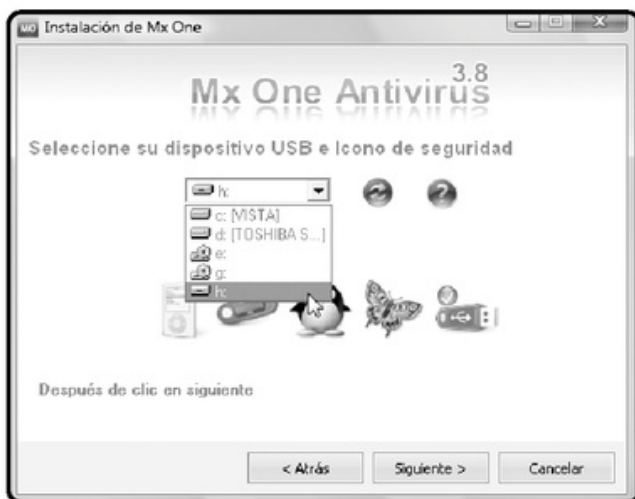 MO Instalación de Mx One
Mx One Antivirus 3.8
Seleccione su dispositivo USB e Icono de seguridad
h:
?
c: [VISTA]
d: [TOSHIBA S...]
e:
g:
h:
Después de clic en siguiente
< Atrás Siguiente > Cancelar